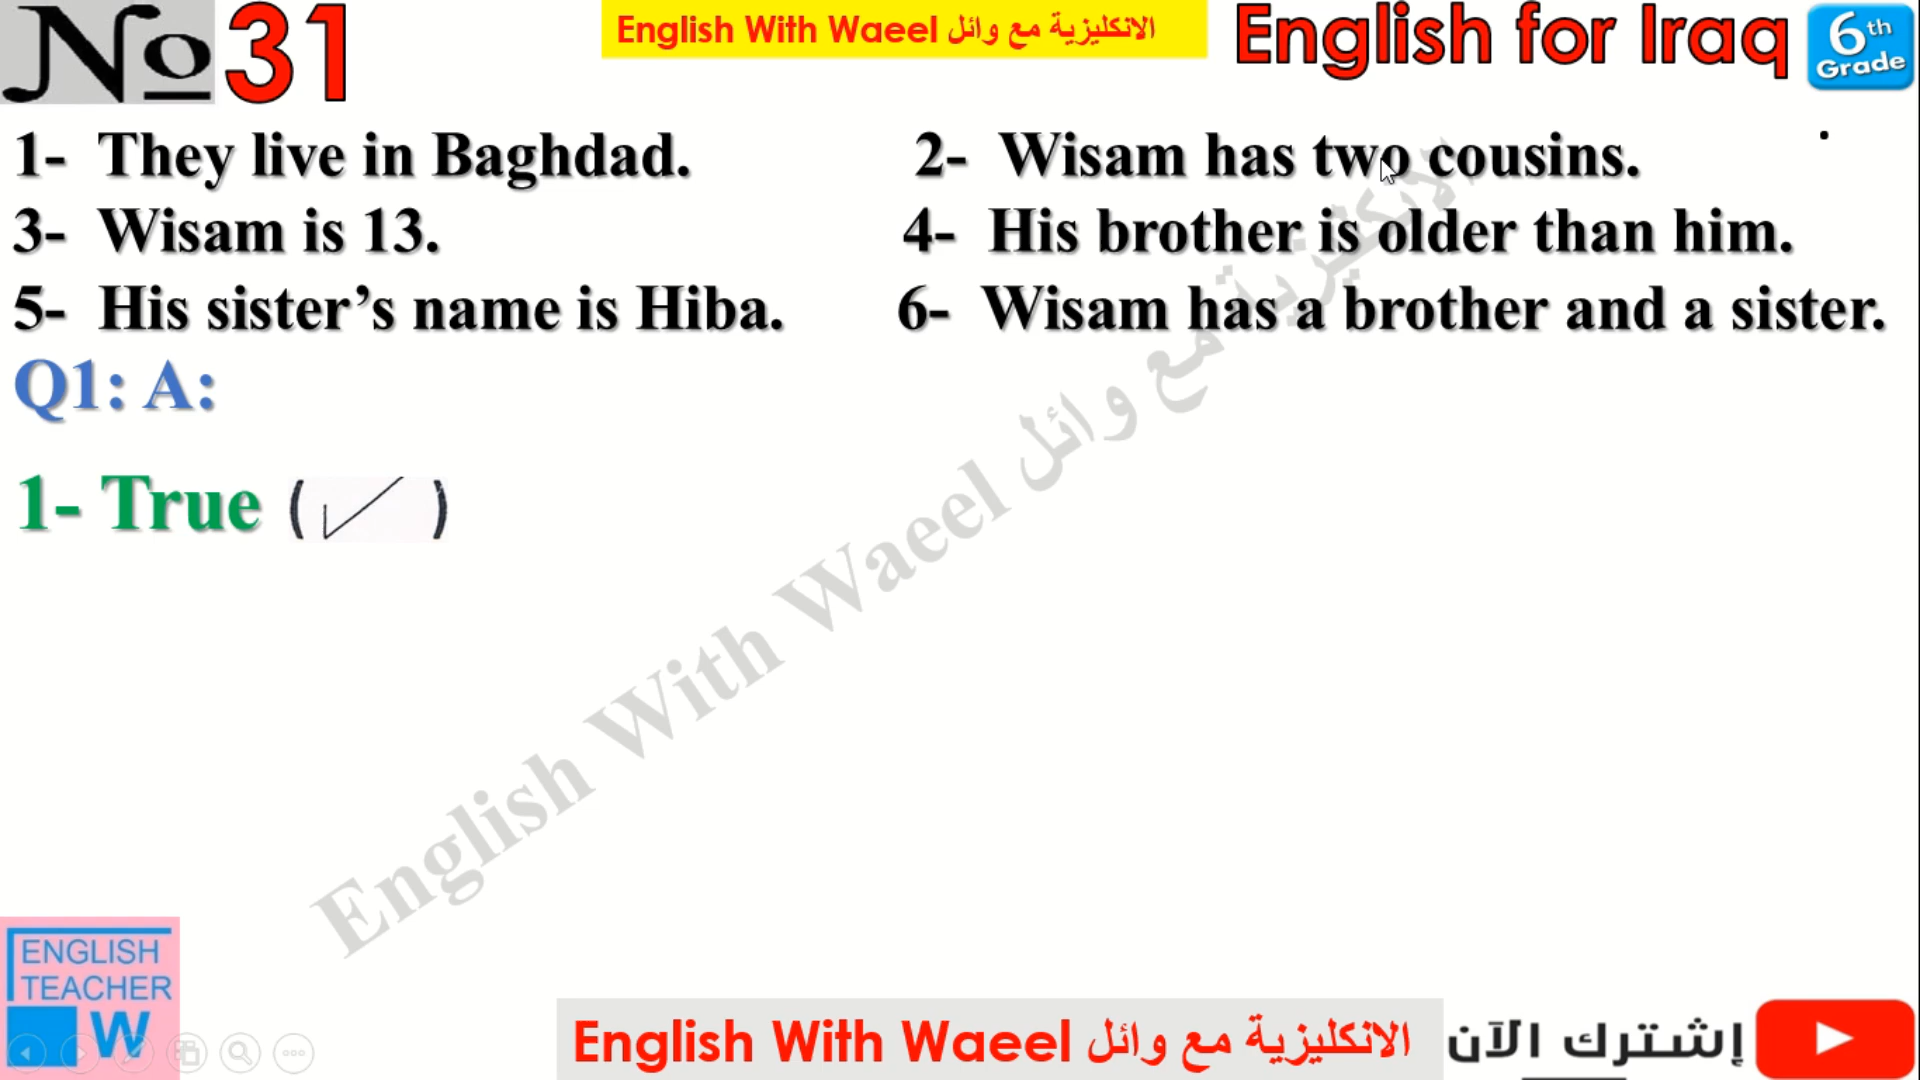 No 31
English With Waeel الانكليزية مع وائل
English for Iraq
6th Grade
1- They live in Baghdad.
2- Wisam has two cousins.
3- Wisam is 13.
4- His brother is older than him.
5- His sister’s name is Hiba.
6- Wisam has a brother and a sister.
Q1: A:
1- True (✓)
English With Waeel الانكليزية مع وائل
ENGLISH
TEACHER
W
English With Waeel الانكليزية مع وائل
إشترك الآن